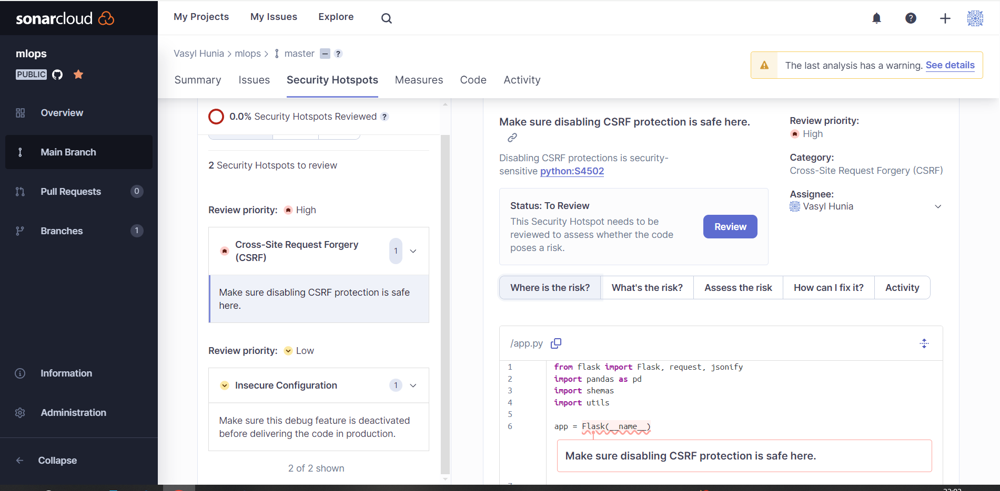 sonarcloud
My Projects My Issues Explore
mlops
PUBLIC
Overview
Main Branch
Pull Requests 0
Branches 1
Information
Administration
Collapse
Vasyl Hunia > mlops > master ?
The last analysis has a warning. See details
Summary Issues Security Hotspots Measures Code Activity
0.0% Security Hotspots Reviewed ?
2 Security Hotspots to review
Review priority: High
Cross-Site Request Forgery
(CSRF)
1
Make sure disabling CSRF protection is safe
here.
Review priority: Low
Insecure Configuration 1
Make sure this debug feature is deactivated
before delivering the code in production.
2 of 2 shown
Make sure disabling CSRF protection is safe here.
Disabling CSRF protections is security-
sensitive python:S4502
Review priority:
High
Category:
Cross-Site Request Forgery (CSRF)
Assignee:
Vasyl Hunia
Status: To Review
This Security Hotspot needs to be
reviewed to assess whether the code
poses a risk.
Review
Where is the risk? What's the risk? Assess the risk How can I fix it? Activity
/app.py
1 from flask import Flask, request, jsonify
2 import pandas as pd
3 import shemas
4 import utils
5
6 app = Flask(__name__)
Make sure disabling CSRF protection is safe here.